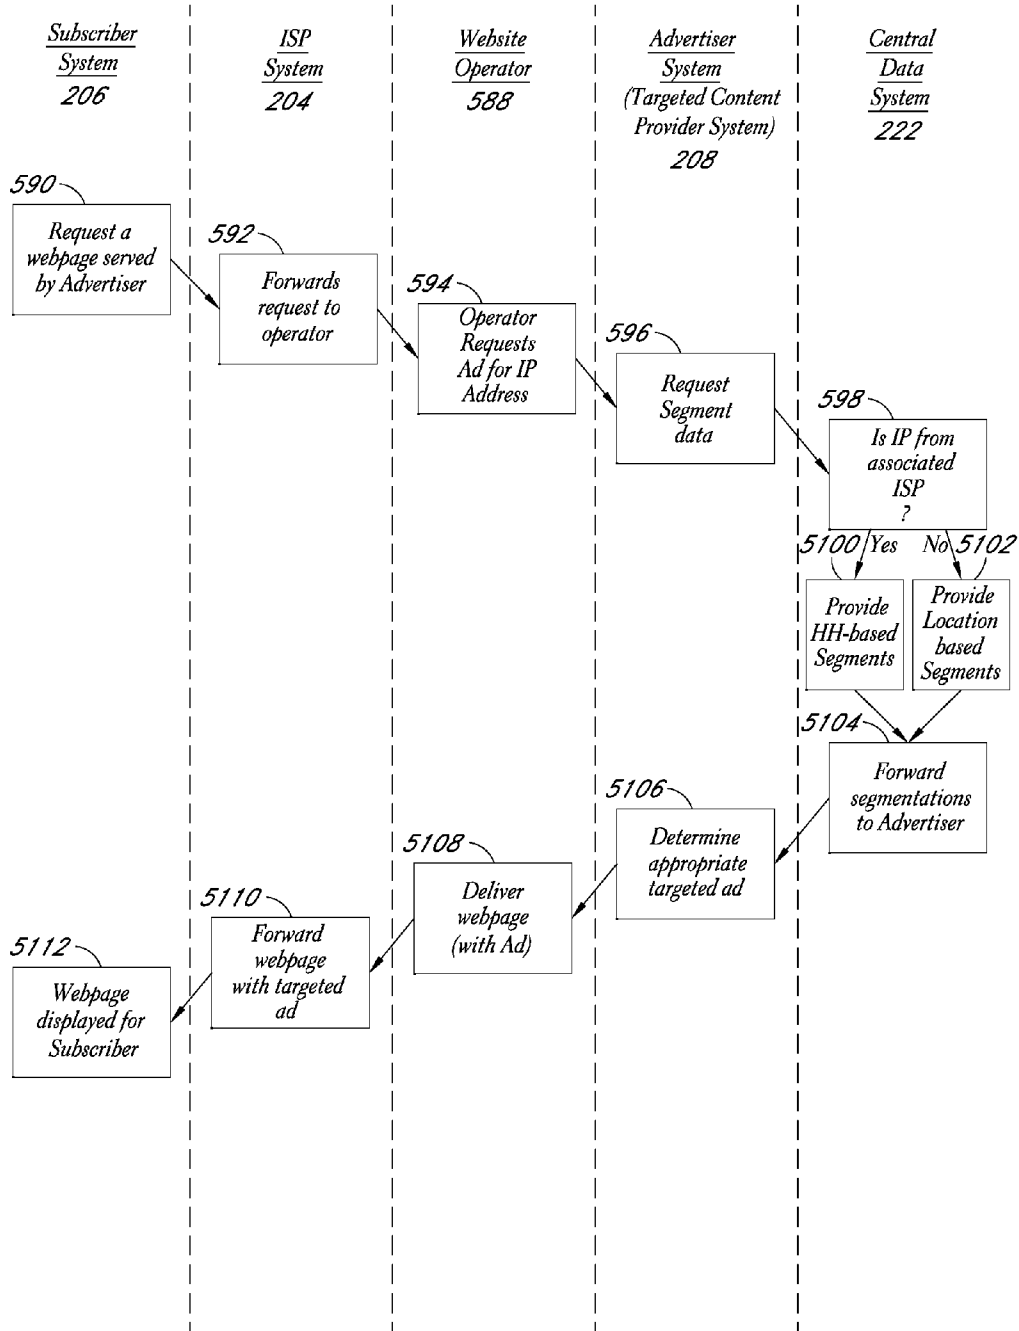 Subscriber
System
206
ISP
System
204
Website
Operator
588
Advertiser
System
(Targeted Content
Provider System)
208
Central
Data
System
222
590
Request a
webpage served
by Advertiser
592
Forwards
request to
operator
594
Operator
Requests
Ad for IP
Address
596
Request
Segment
data
598
Is IP from
associated
ISP
?
5100
Yes
No
5102
Provide
HH-based
Segments
Provide
Location
based
Segments
5104
Forward
segmentations
to Advertiser
5106
Determine
appropriate
targeted ad
5108
Deliver
webpage
(with Ad)
5110
Forward
webpage
with targeted
ad
5112
Webpage
displayed for
Subscriber